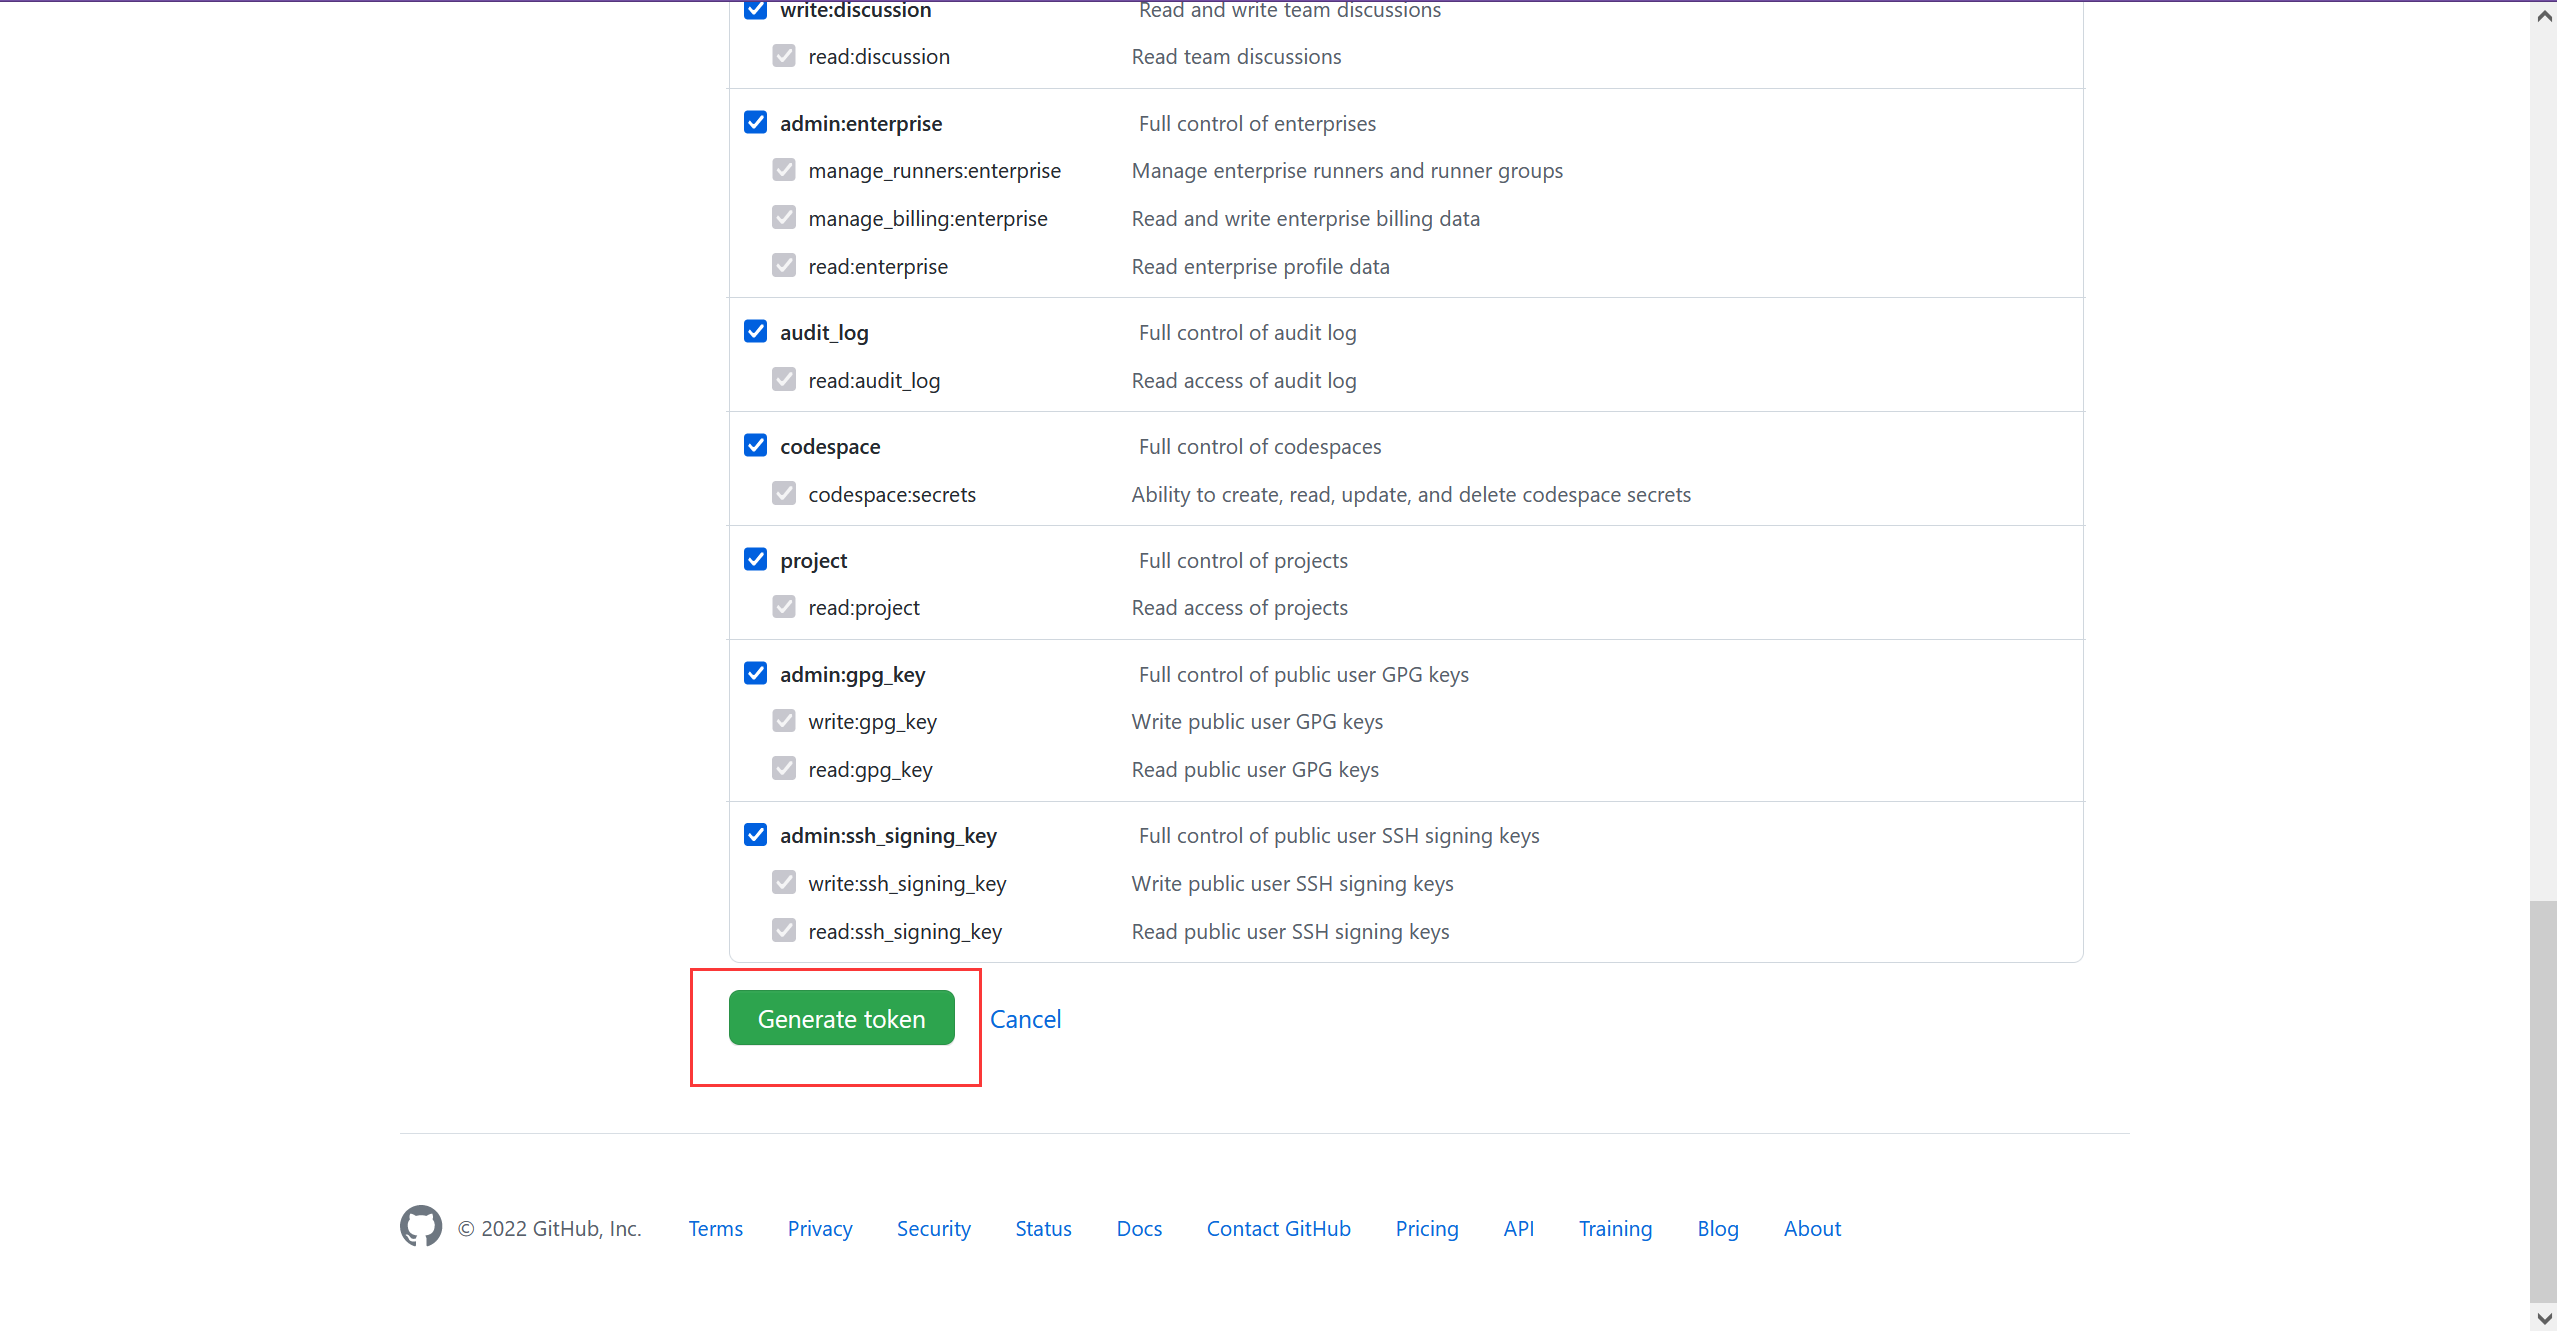 write:discussion Read and write team discussions
read:discussion Read team discussions
admin:enterprise Full control of enterprises
manage_runners:enterprise Manage enterprise runners and runner groups
manage_billing:enterprise Read and write enterprise billing data
read:enterprise Read enterprise profile data
audit_log Full control of audit log
read:audit_log Read access of audit log
codespace Full control of codespaces
codespace:secrets Ability to create, read, update, and delete codespace secrets
project Full control of projects
read:project Read access of projects
admin:gpg_key Full control of public user GPG keys
write:gpg_key Write public user GPG keys
read:gpg_key Read public user GPG keys
admin:ssh_signing_key Full control of public user SSH signing keys
write:ssh_signing_key Write public user SSH signing keys
read:ssh_signing_key Read public user SSH signing keys
Generate token Cancel
© 2022 GitHub, Inc. Terms Privacy Security Status Docs Contact GitHub Pricing API Training Blog About